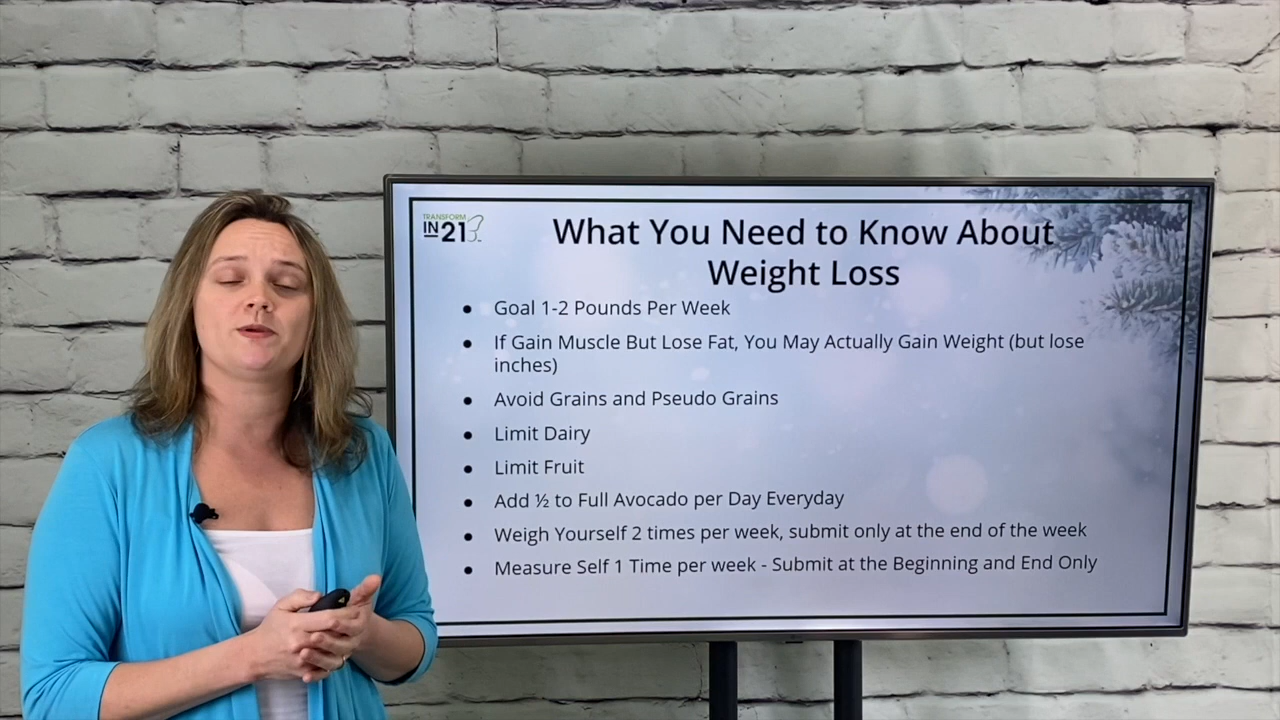 TRANSFORM
IN213
What You Need to Know About
Weight Loss
● Goal 1-2 Pounds Per Week
● If Gain Muscle But Lose Fat, You May Actually Gain Weight (but lose
inches)
● Avoid Grains and Pseudo Grains
● Limit Dairy
● Limit Fruit
● Add ½ to Full Avocado per Day Everyday
● Weigh Yourself 2 times per week, submit only at the end of the week
● Measure Self 1 Time per week - Submit at the Beginning and End Only